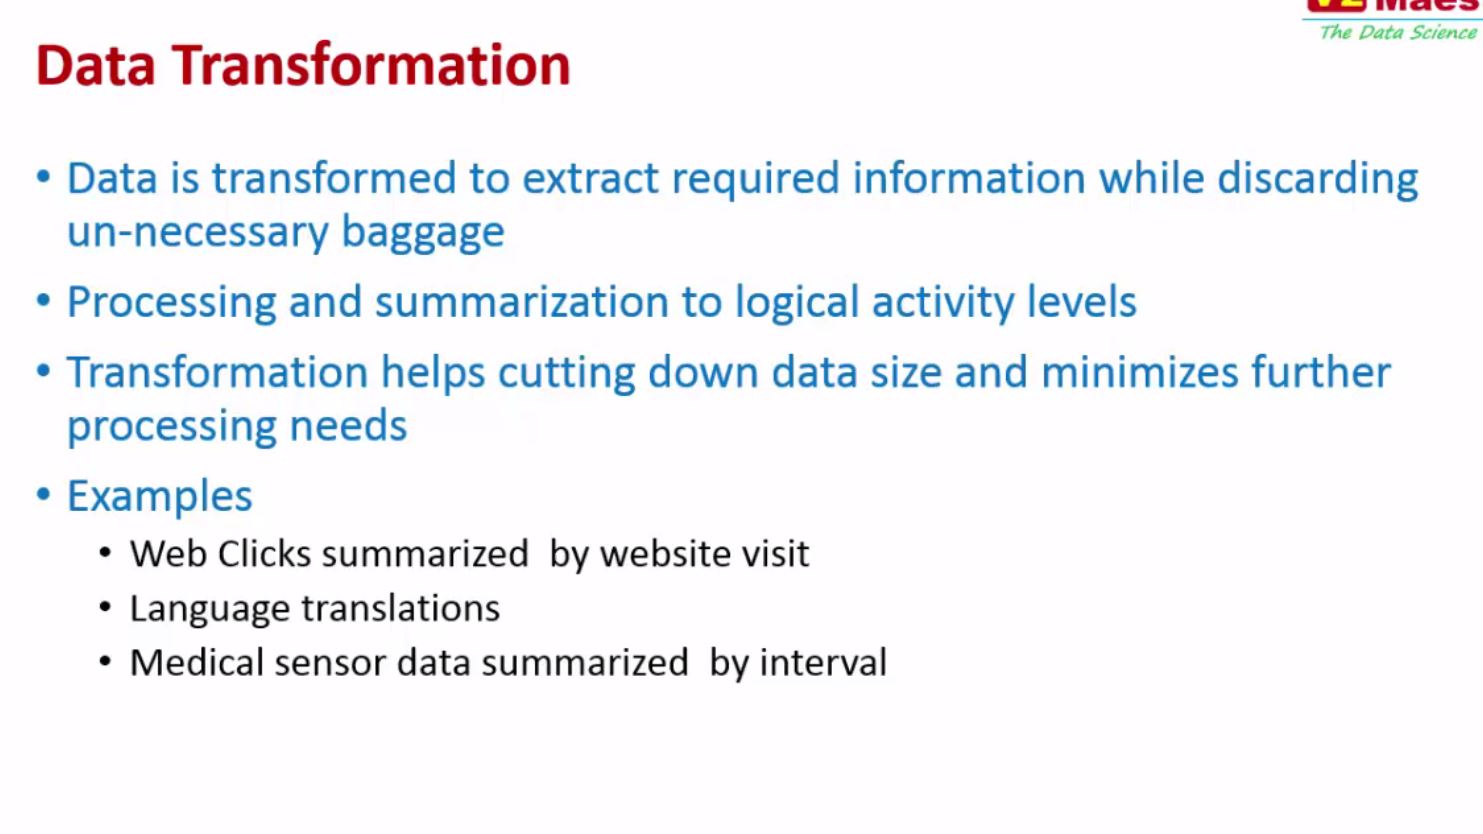 Maes
The Data Science
Data Transformation
• Data is transformed to extract required information while discarding
un-necessary baggage
• Processing and summarization to logical activity levels
• Transformation helps cutting down data size and minimizes further
processing needs
• Examples
• Web Clicks summarized  by website visit
• Language translations
• Medical sensor data summarized  by interval